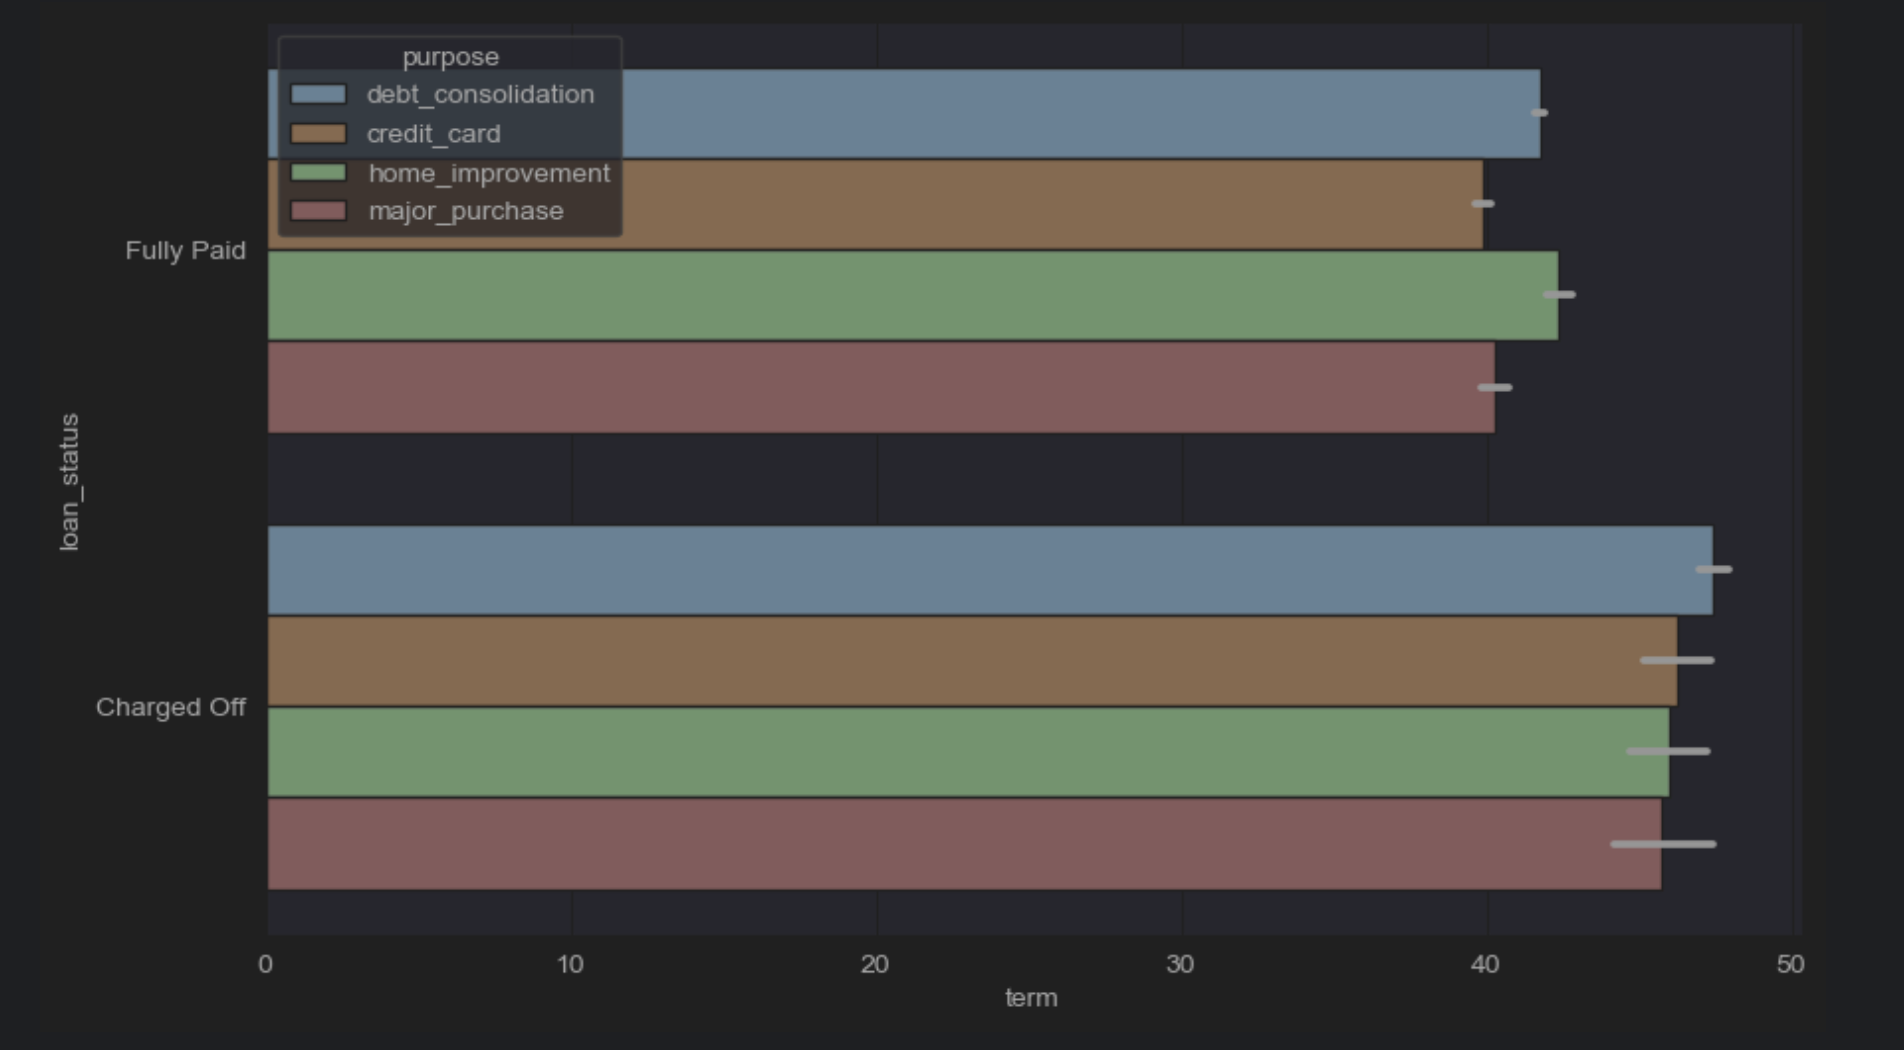 purpose
debt_consolidation
credit_card
home_improvement
major_purchase
Fully Paid
loan_status
Charged Off
0 10 20 30 40 50
term